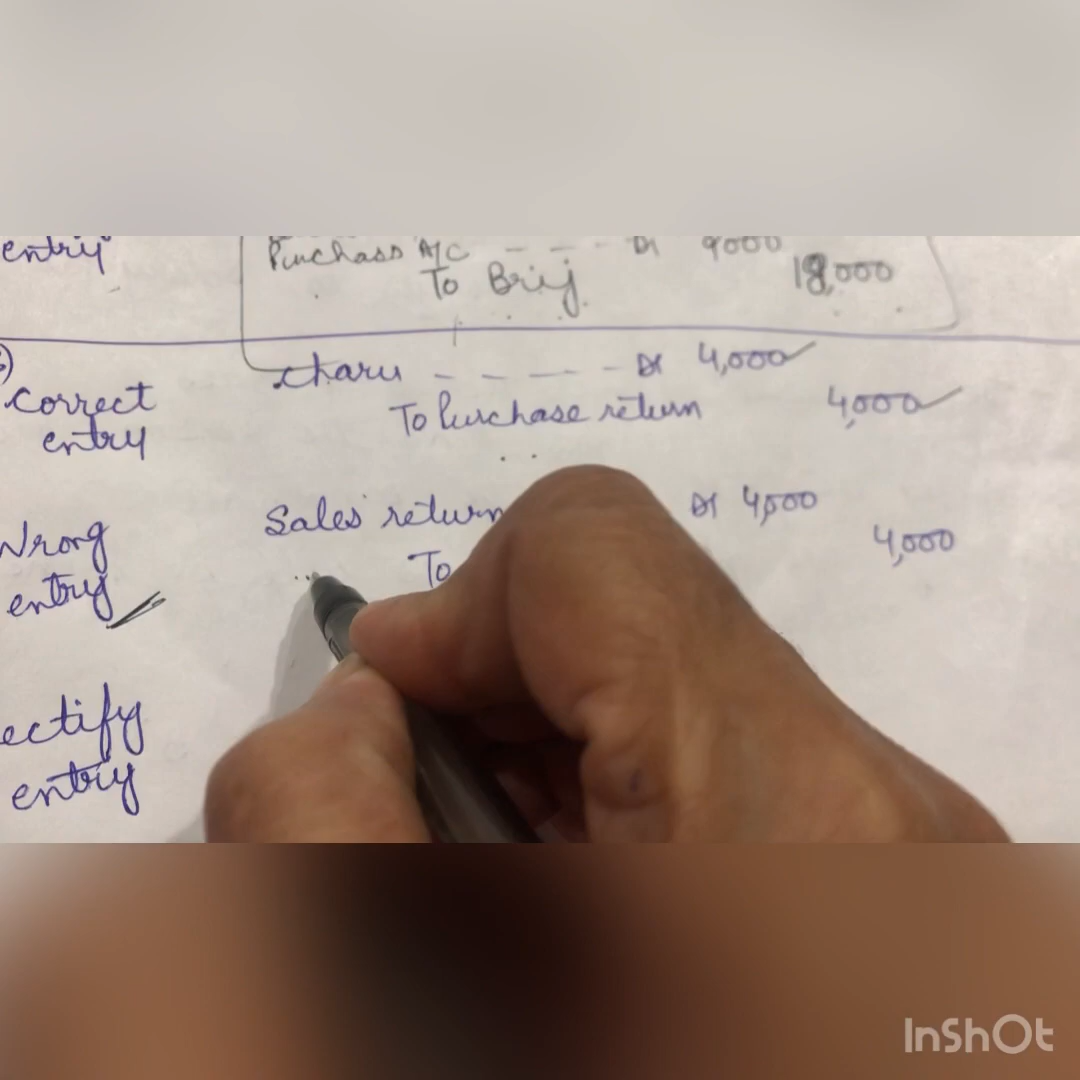 entry
Purchass A/C - - - Dr 9000
To Brij 18,000
Charu - - - - - Dr 4,000
Correct To Purchase return 4,000
entry
Sales return Dr 4,000
Wrong To 4,000
entry
ectify
entry
InShOt